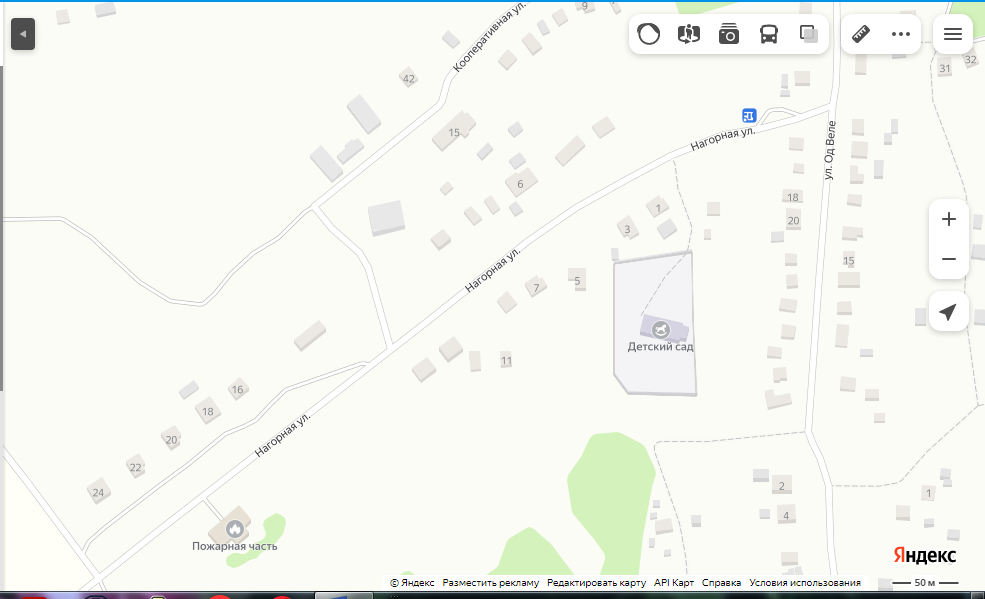 Кооперативная ул.
9
42
15
31
32
Нагорная ул.
ул. Од Веле
6
18
20
1
3
15
Нагорная ул.
5
7
Детский сад
11
16
18
Нагорная ул.
20
22
24
2
1
4
Пожарная часть
Яндекс
© Яндекс Разместить рекламу Редактировать карту API Карт Справка Условия использования
50 м